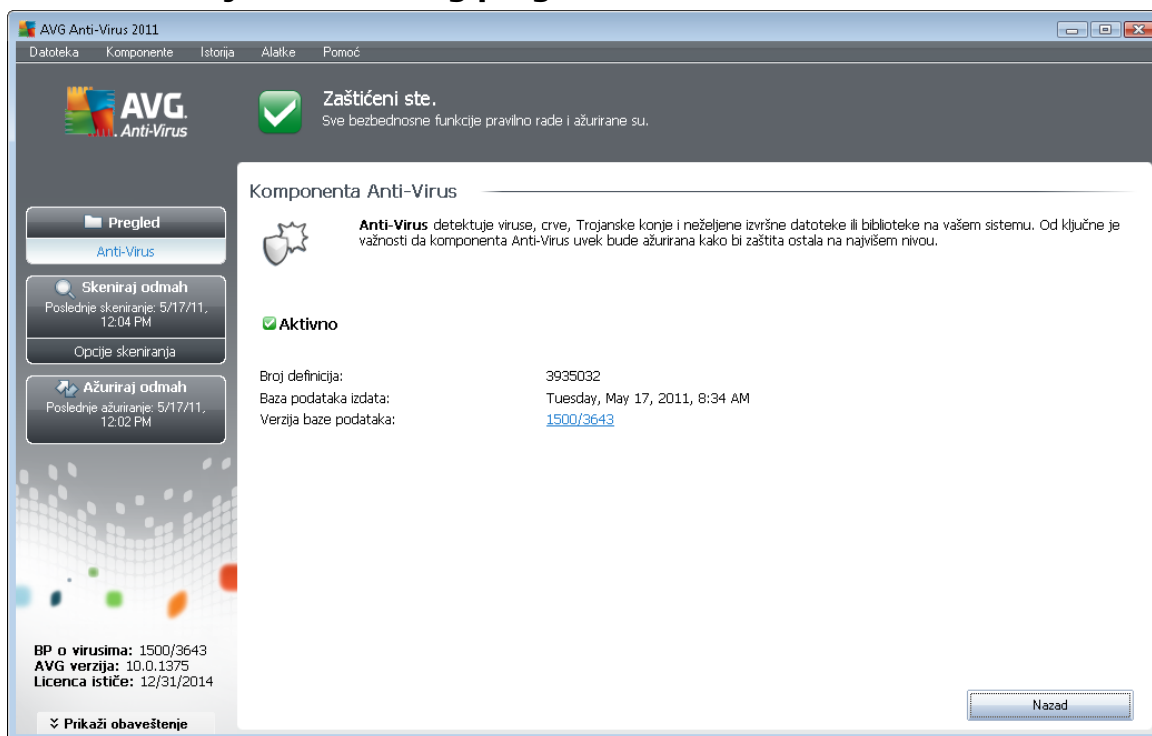 AVG Anti-Virus 2011
Datoteka Komponente Istorija Alatke Pomoć
AVG.
Anti-Virus
Zaštićeni ste.
Sve bezbednosne funkcije pravilno rade i ažurirane su.
Pregled
Anti-Virus
Skeniraj odmah
Poslednje skeniranje: 5/17/11,
12:04 PM
Opcije skeniranja
Ažuriraj odmah
Poslednje ažuriranje: 5/17/11,
12:02 PM
BP o virusima: 1500/3643
AVG verzija: 10.0.1375
Licenca ističe: 12/31/2014
Prikaži obaveštenje
Komponenta Anti-Virus
Anti-Virus detektuje viruse, crve, Trojanske konje i neželjene izvršne datoteke ili biblioteke na vašem sistemu. Od ključne je
važnosti da komponenta Anti-Virus uvek bude ažurirana kako bi zaštita ostala na najvišem nivou.
Aktivno
Broj definicija: 3935032
Baza podataka izdata: Tuesday, May 17, 2011, 8:34 AM
Verzija baze podataka: 1500/3643
Nazad